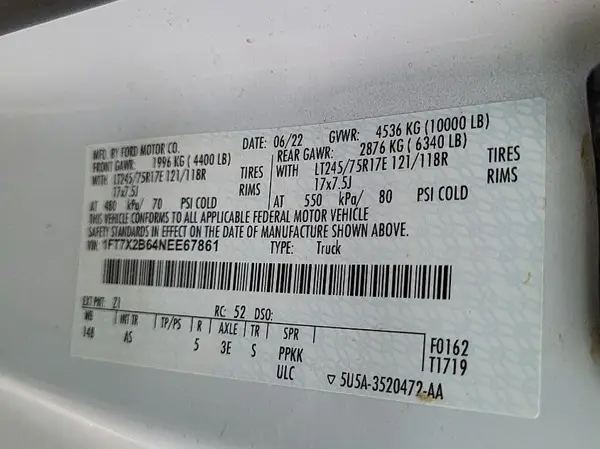 MFD. BY FORD MOTOR CO. DATE: 06/22 GVWR: 4536 KG (10000 LB)
FRONT GAWR: 1996 KG (4400 LB) REAR GAWR: 2876 KG (6340 LB)
WITH LT245/75R17E 121/118R TIRES WITH LT245/75R17E 121/118R TIRES
17x7.5J RIMS 17x7.5J RIMS
AT 480 kPa/ 70 PSI COLD AT 550 kPa/ 80 PSI COLD
THIS VEHICLE CONFORMS TO ALL APPLICABLE FEDERAL MOTOR VEHICLE
SAFETY STANDARDS IN EFFECT ON THE DATE OF MANUFACTURE SHOWN ABOVE.
VIN: 1FT7X2B64NEE67861 TYPE: Truck
EXT PNT: Z1 RC: 52 DSO:
WB INT TR TP/PS R AXLE TR SPR
148 AS 5 3E S PPKK F0162
ULC T1719
5U5A-3520472-AA